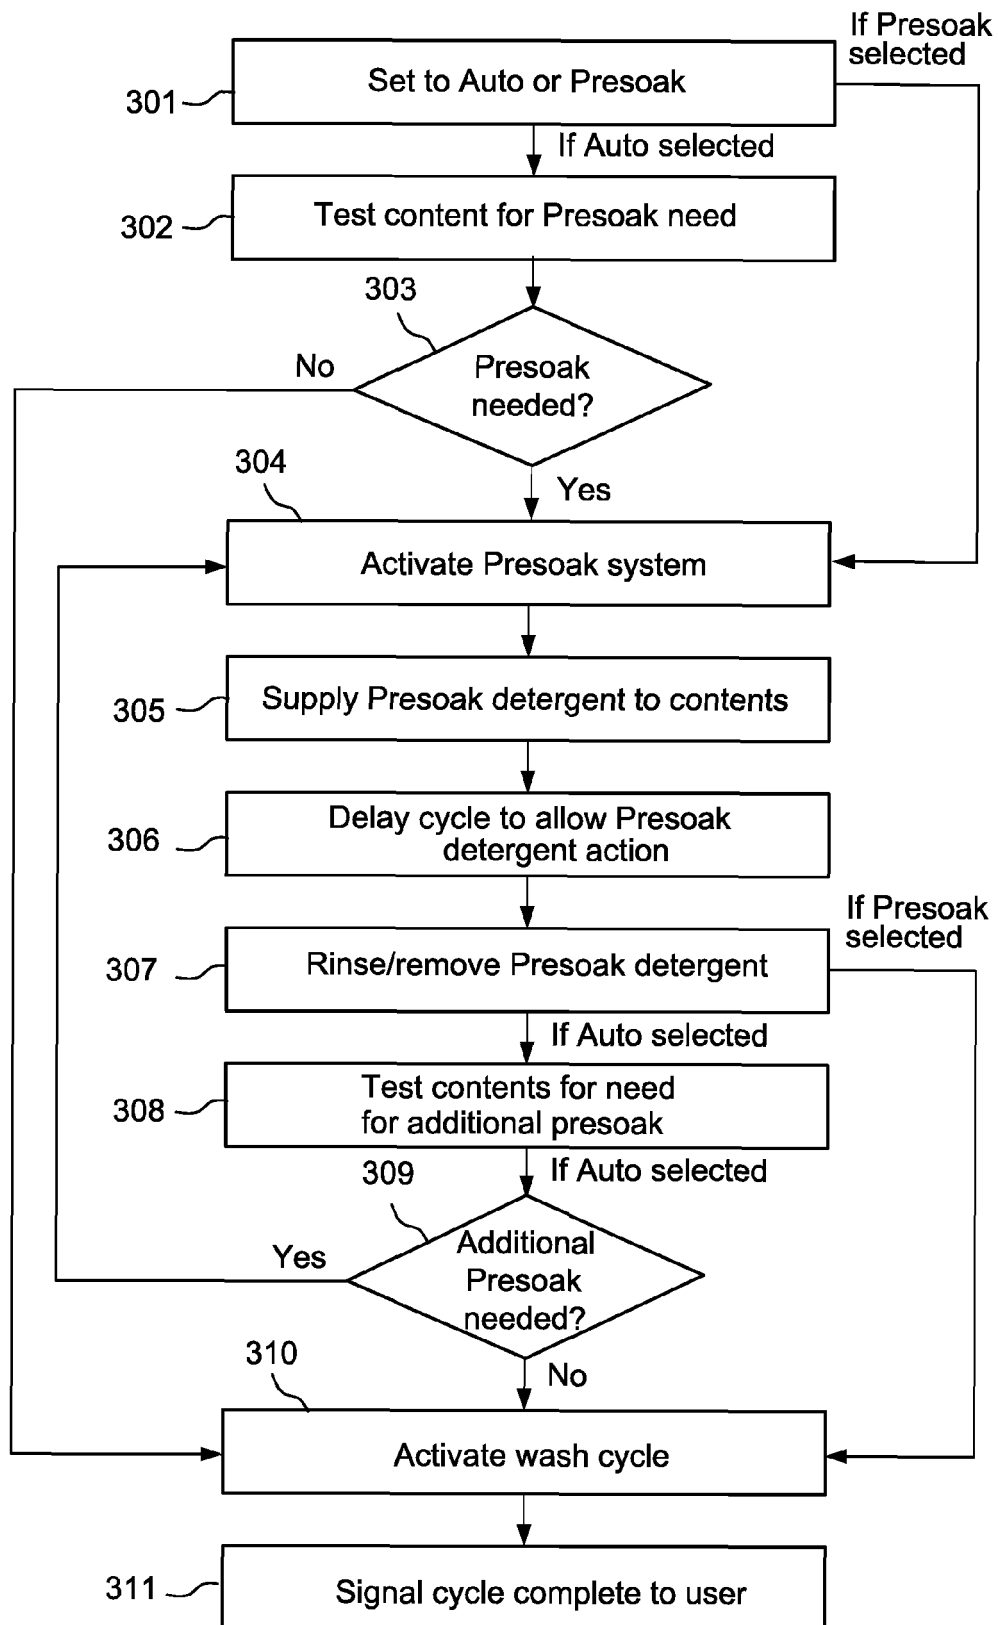 If Presoak
selected
Set to Auto or Presoak
301
If Auto selected
Test content for Presoak need
302
303
No
Presoak
needed?
304
Yes
Activate Presoak system
Supply Presoak detergent to contents
305
Delay cycle to allow Presoak
detergent action
306
If Presoak
selected
Rinse/remove Presoak detergent
307
If Auto selected
Test contents for need
for additional presoak
308
If Auto selected
309
Yes
Additional
Presoak
needed?
310
No
Activate wash cycle
Signal cycle complete to user
311